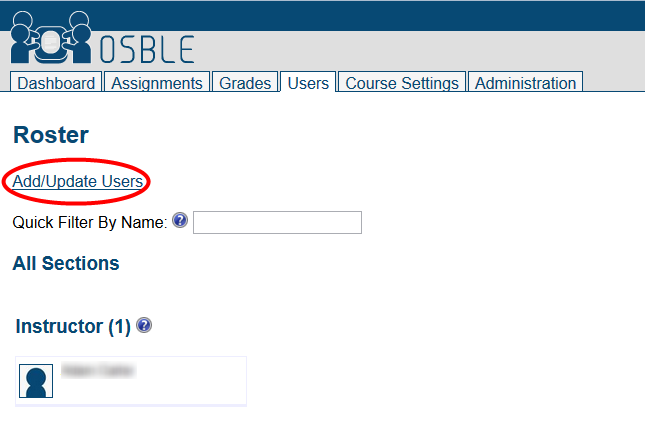 OSBLE
Dashboard Assignments Grades Users Course Settings Administration
Roster
Add/Update Users
Quick Filter By Name: ?
All Sections
Instructor (1) ?